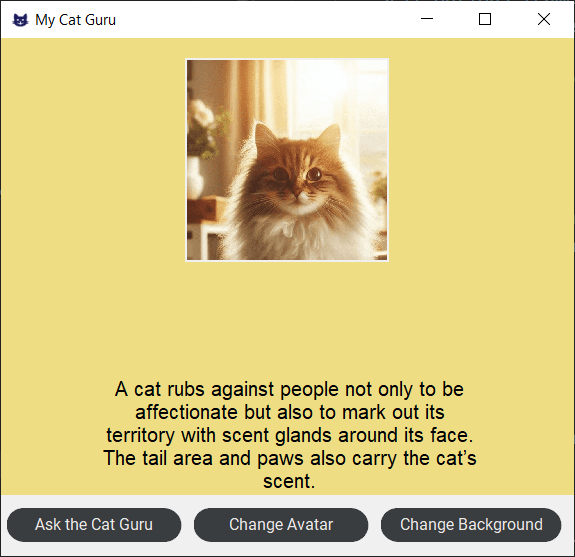 My Cat Guru
A cat rubs against people not only to be
affectionate but also to mark out its
territory with scent glands around its face.
The tail area and paws also carry the cat’s
scent.
Ask the Cat Guru
Change Avatar
Change Background